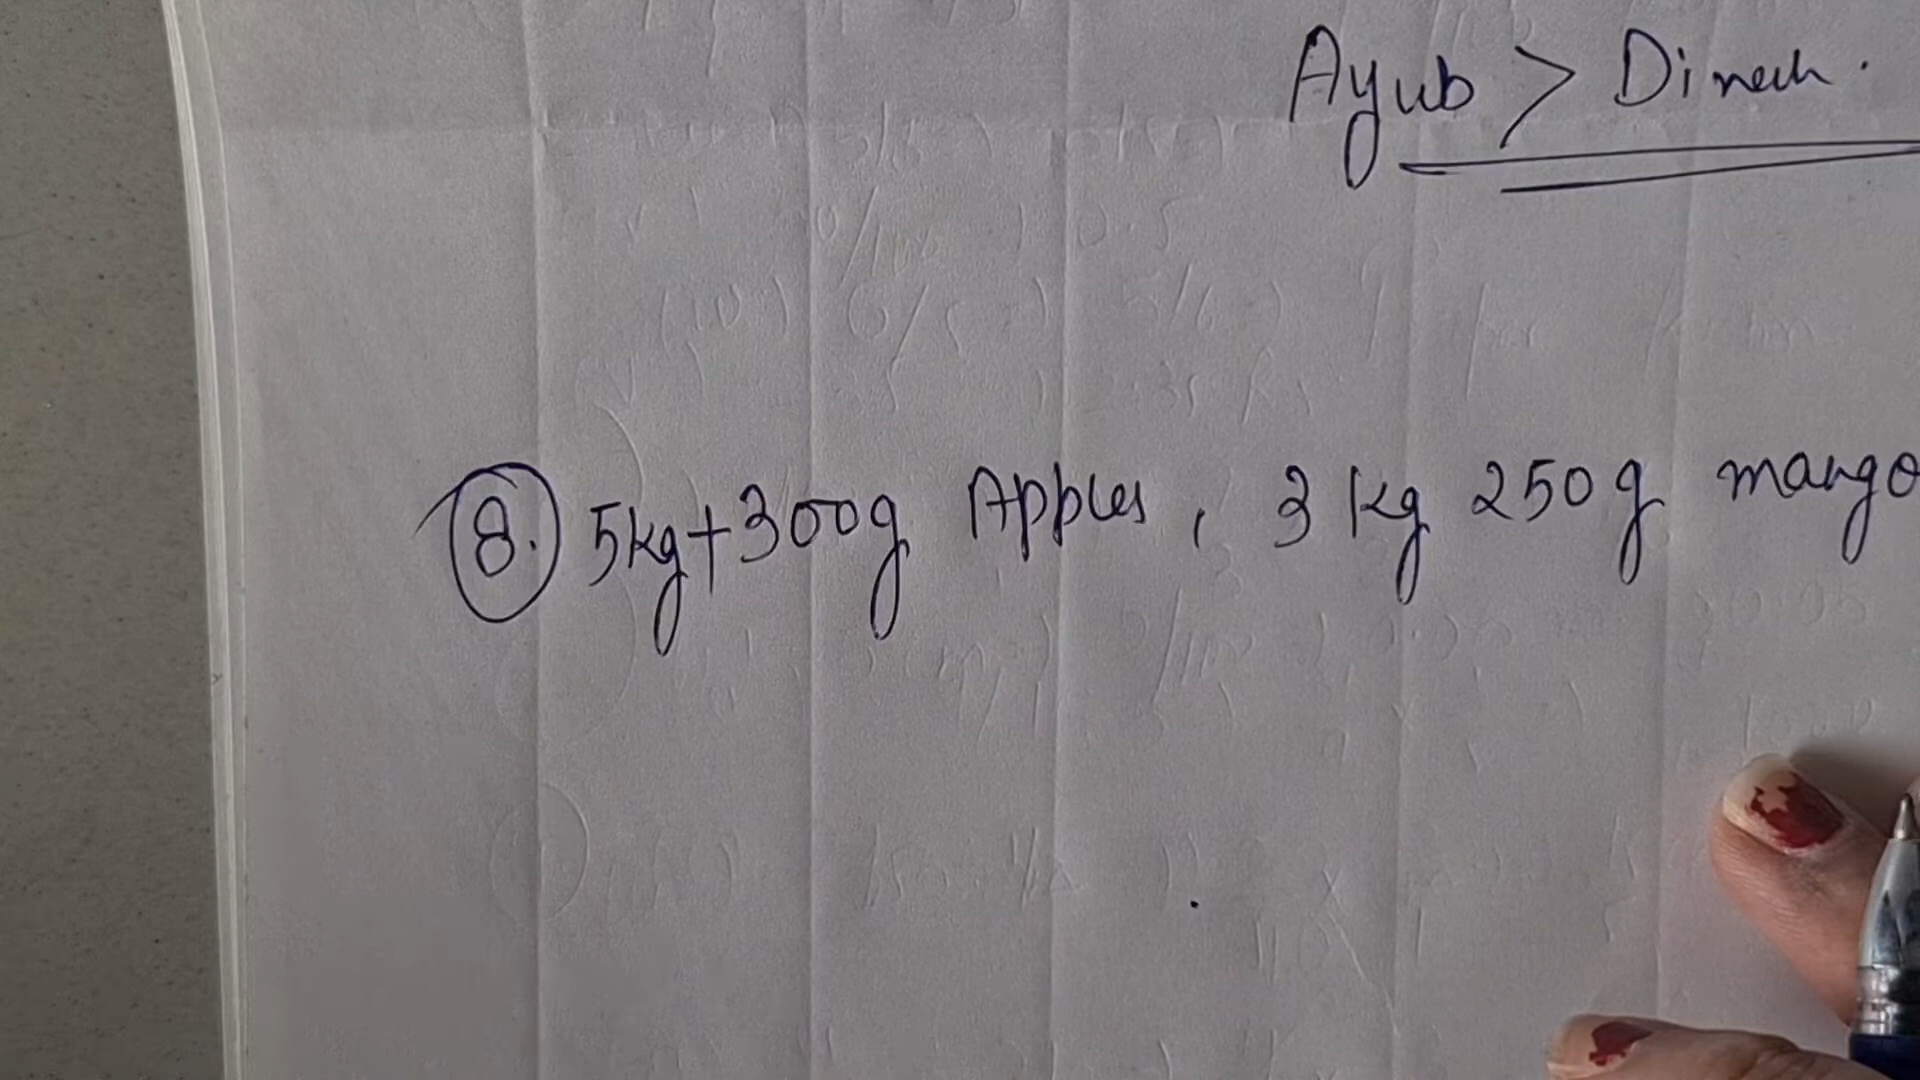 Ayub > Dinesh.
8. 5kg+300g Apples, 3 kg 250g mango